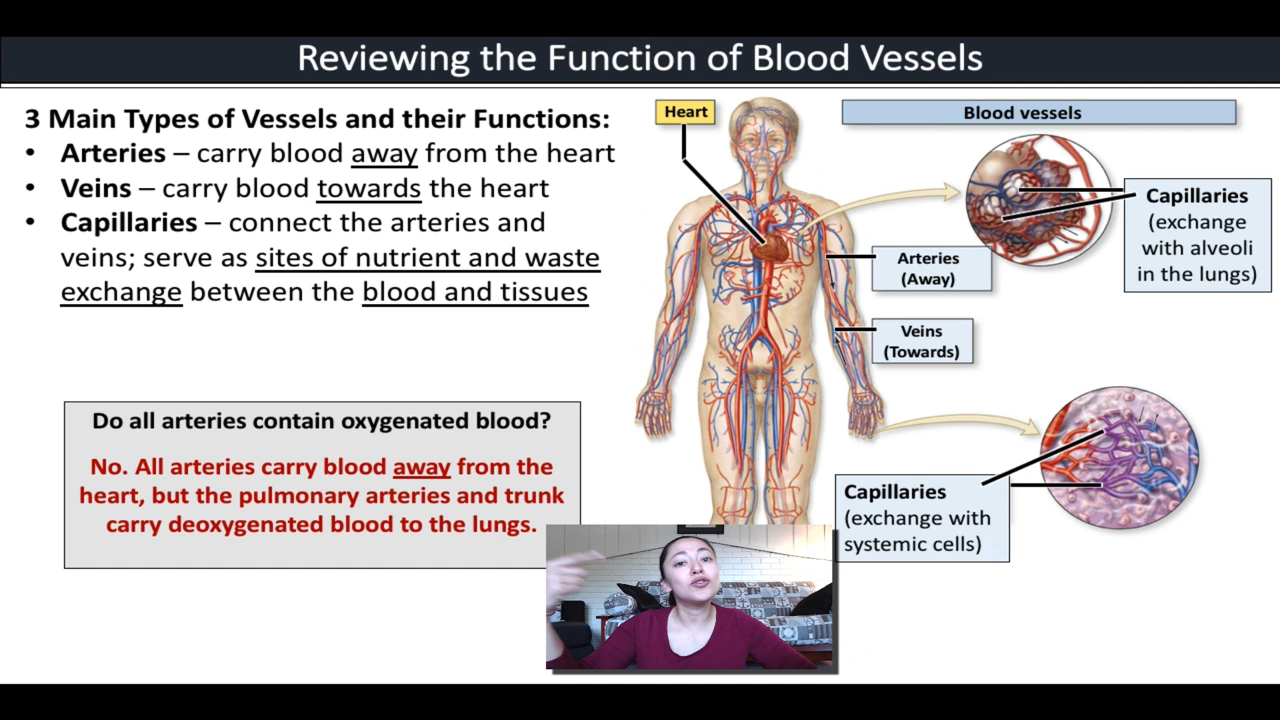 Reviewing the Function of Blood Vessels
3 Main Types of Vessels and their Functions:
• Arteries – carry blood away from the heart
• Veins – carry blood towards the heart
• Capillaries – connect the arteries and
veins; serve as sites of nutrient and waste
exchange between the blood and tissues
Do all arteries contain oxygenated blood?
No. All arteries carry blood away from the
heart, but the pulmonary arteries and trunk
carry deoxygenated blood to the lungs.
Heart
Blood vessels
Capillaries
(exchange
with alveoli
in the lungs)
Arteries
(Away)
Veins
(Towards)
Capillaries
(exchange with
systemic cells)